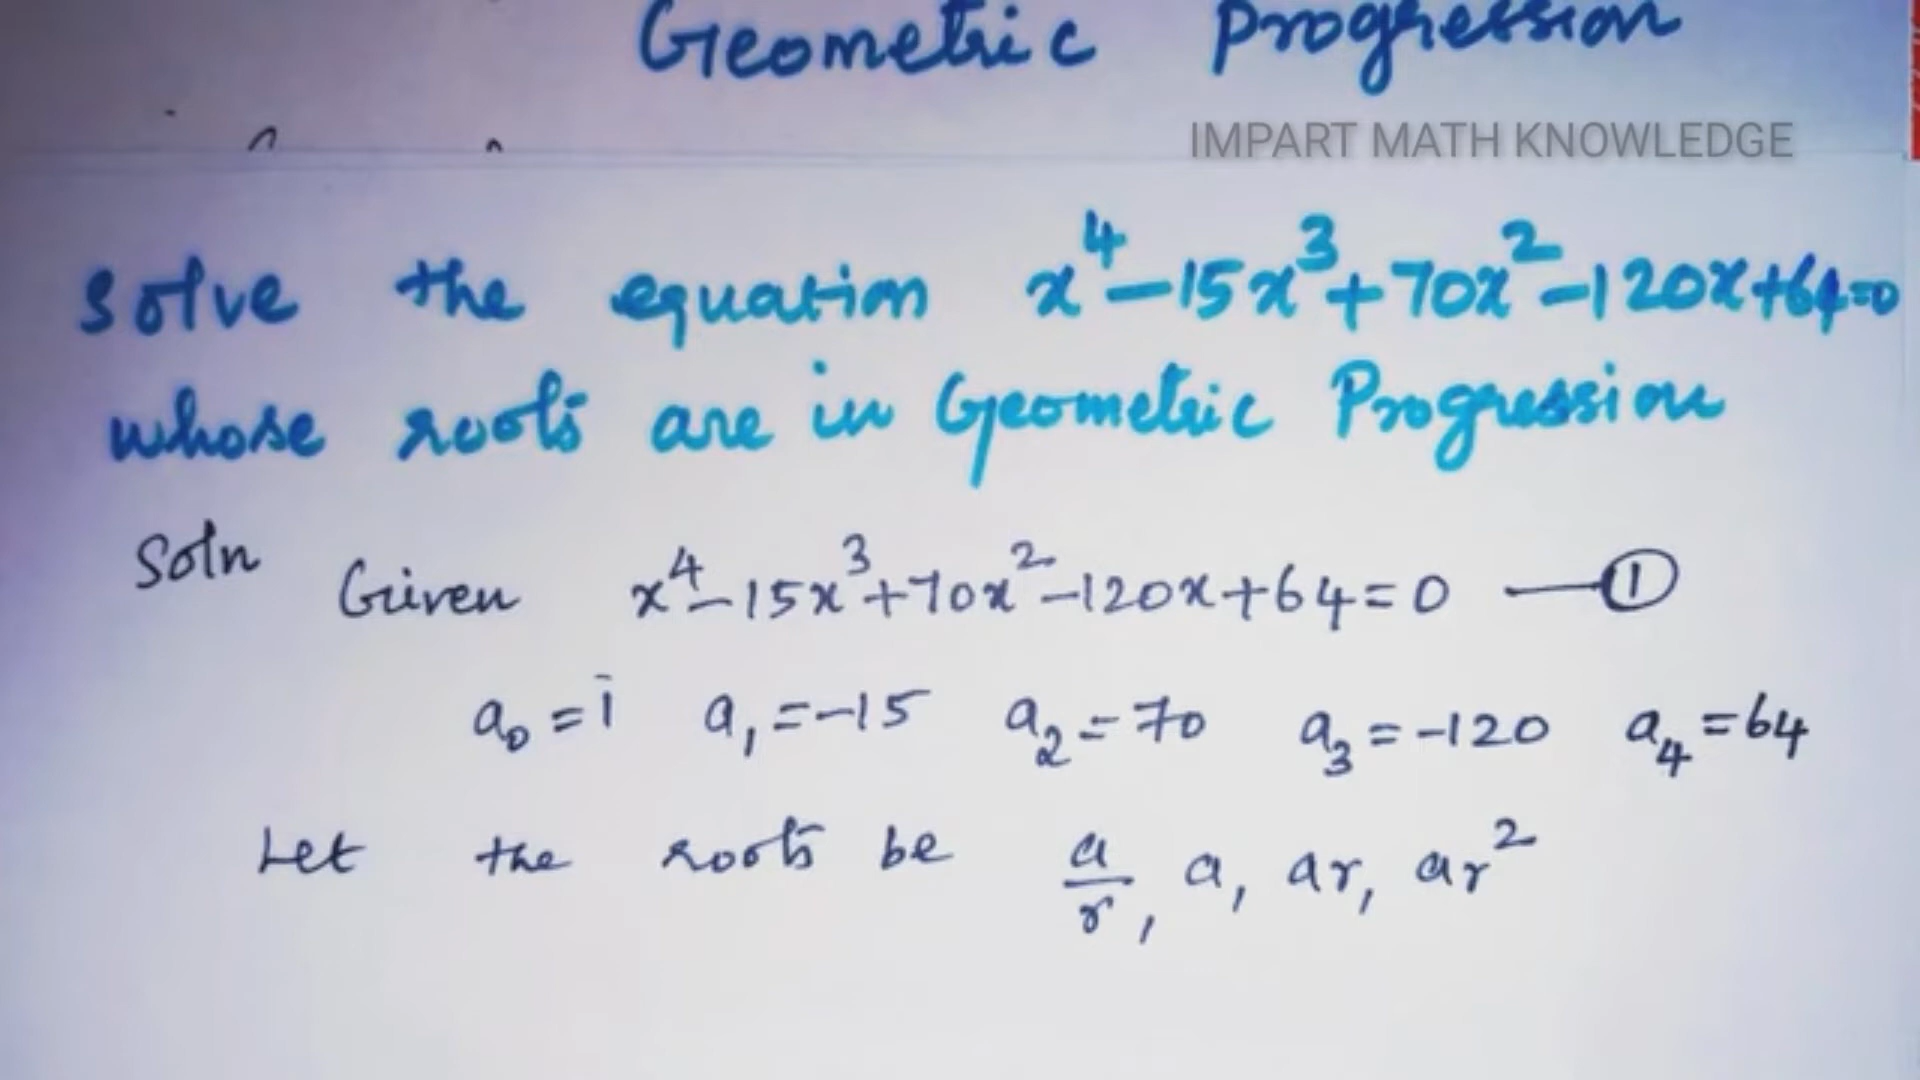 Geometric Progression
IMPART MATH KNOWLEDGE
Solve the equation x⁴-15x³+70x²-120x+64=0
whose roots are in Geometric Progression
Soln Given x⁴-15x³+70x²-120x+64=0 — ①
a₀=1 a₁=-15 a₂=70 a₃=-120 a₄=64
Let the roots be a/r, a, ar, ar²